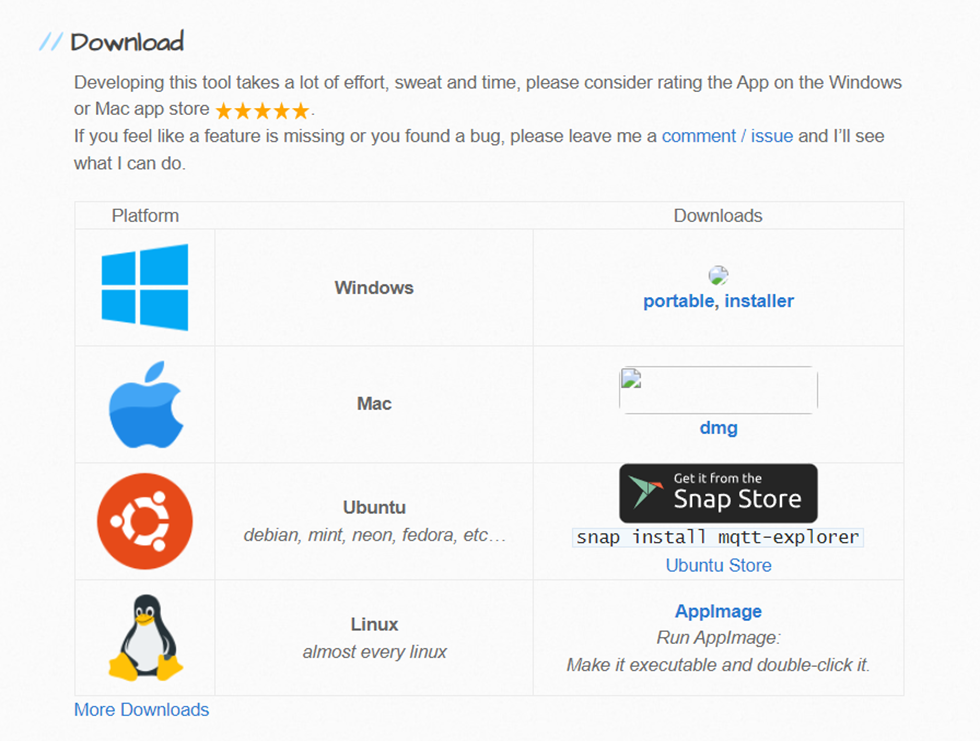 // Download
Developing this tool takes a lot of effort, sweat and time, please consider rating the App on the Windows
or Mac app store ★★★★★.
If you feel like a feature is missing or you found a bug, please leave me a comment / issue and I’ll see
what I can do.
Platform Downloads
Windows
portable, installer
Mac
dmg
Ubuntu
debian, mint, neon, fedora, etc…
Get it from the
Snap Store
snap install mqtt-explorer
Ubuntu Store
Linux
almost every linux
AppImage
Run AppImage:
Make it executable and double-click it.
More Downloads